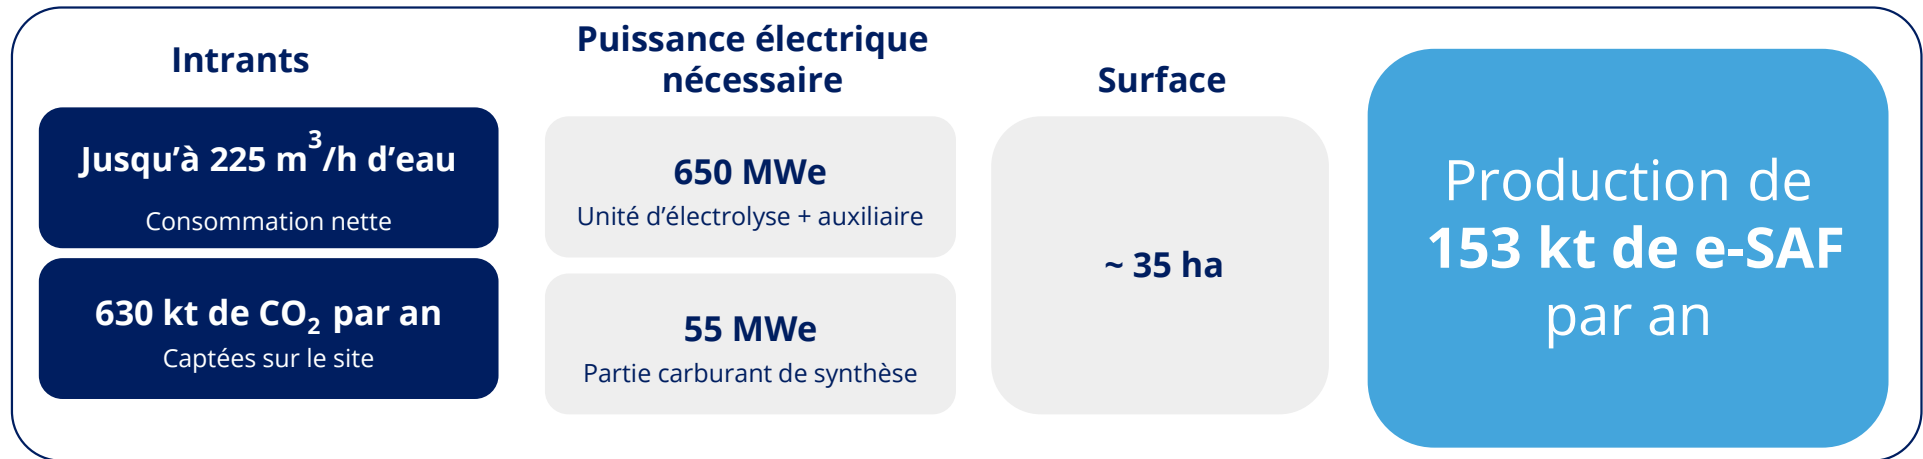 Intrants
Jusqu’à 225 m³/h d’eau
Consommation nette
630 kt de CO₂ par an
Captées sur le site
Puissance électrique
nécessaire
650 MWe
Unité d’électrolyse + auxiliaire
55 MWe
Partie carburant de synthèse
Surface
~ 35 ha
Production de
153 kt de e-SAF
par an